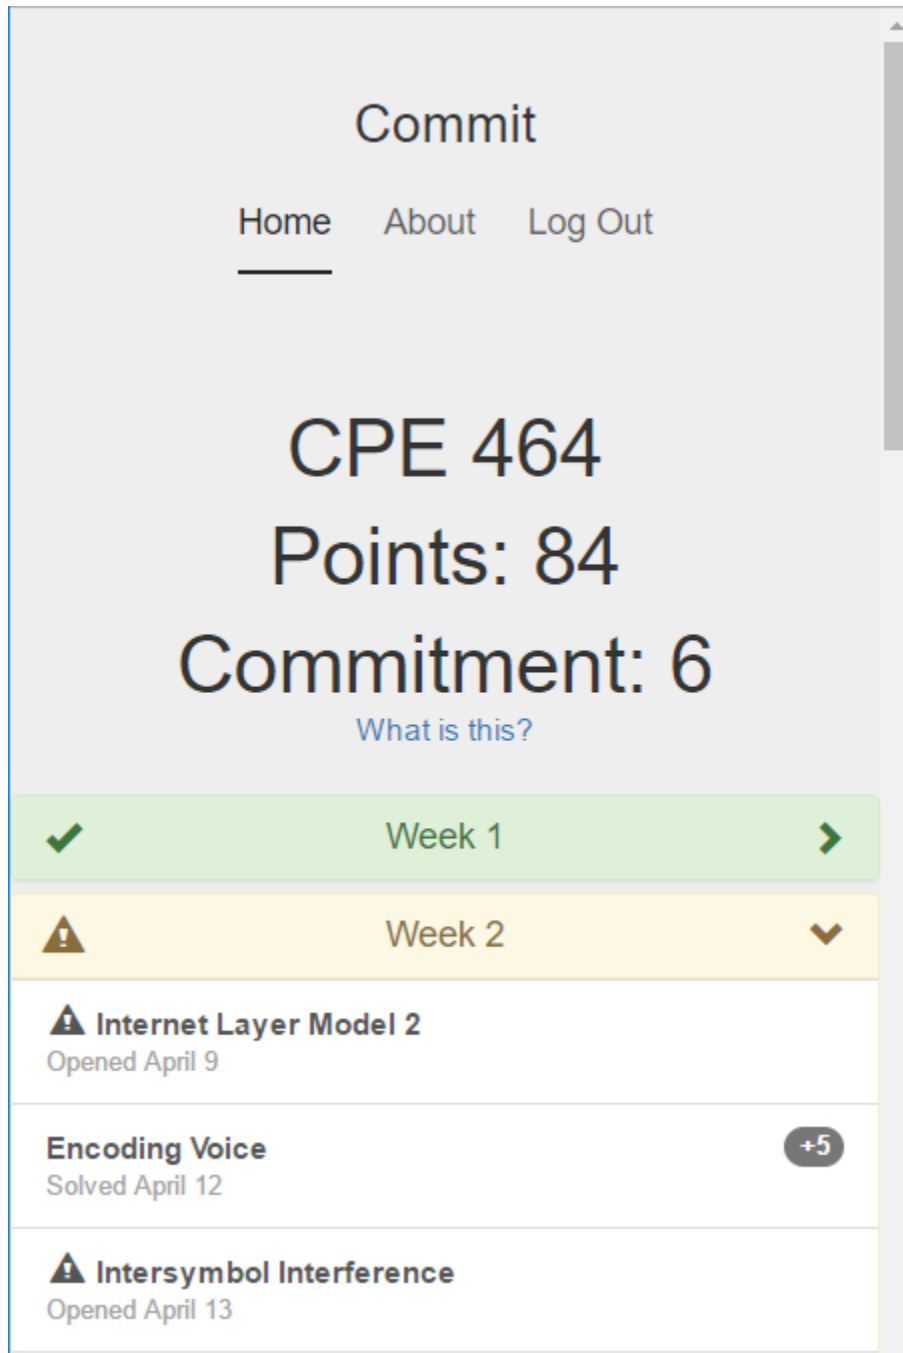 Commit
Home About Log Out
CPE 464
Points: 84
Commitment: 6
What is this?
Week 1
Week 2
Internet Layer Model 2
Opened April 9
Encoding Voice +5
Solved April 12
Intersymbol Interference
Opened April 13